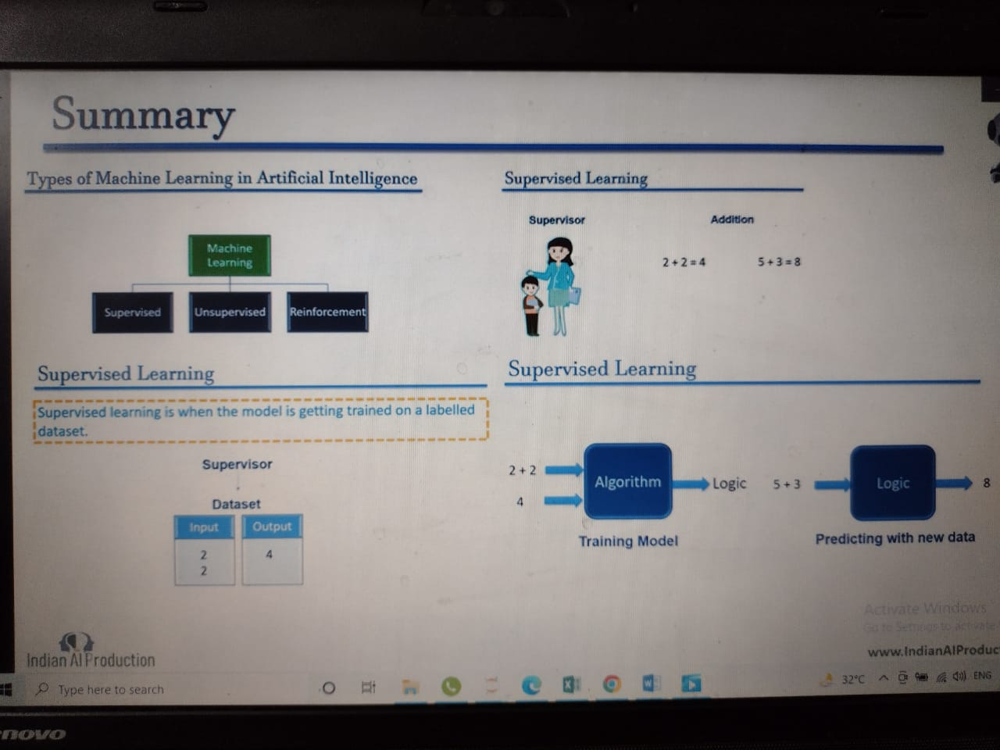 Summary
Types of Machine Learning in Artificial Intelligence
Machine
Learning
Supervised
Unsupervised
Reinforcement
Supervised Learning
Supervisor
Addition
2 + 2 = 4
5 + 3 = 8
Supervised Learning
Supervised learning is when the model is getting trained on a labelled
dataset.
Supervisor
Dataset
Input
Output
2
4
2
Supervised Learning
2 + 2
4
Algorithm
Logic
Training Model
5 + 3
Logic
8
Predicting with new data
Activate Windows
Go to Settings to activate
Indian AI Production
www.IndianAIProduc
Type here to search
32°C
ENG
novo